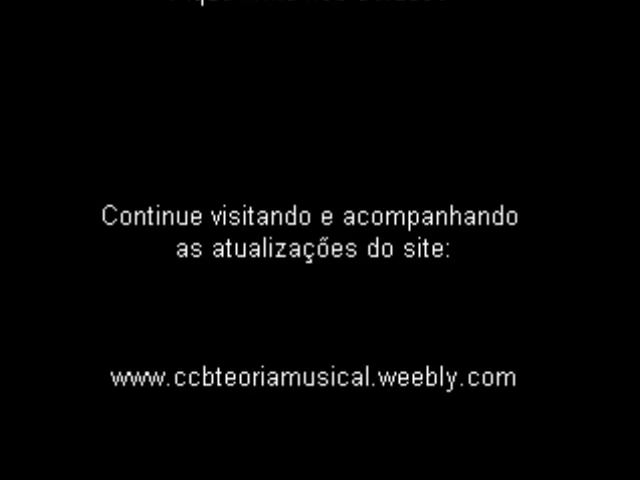 Continue visitando e acompanhando
as atualizações do site:
www.ccbteoriamusical.weebly.com